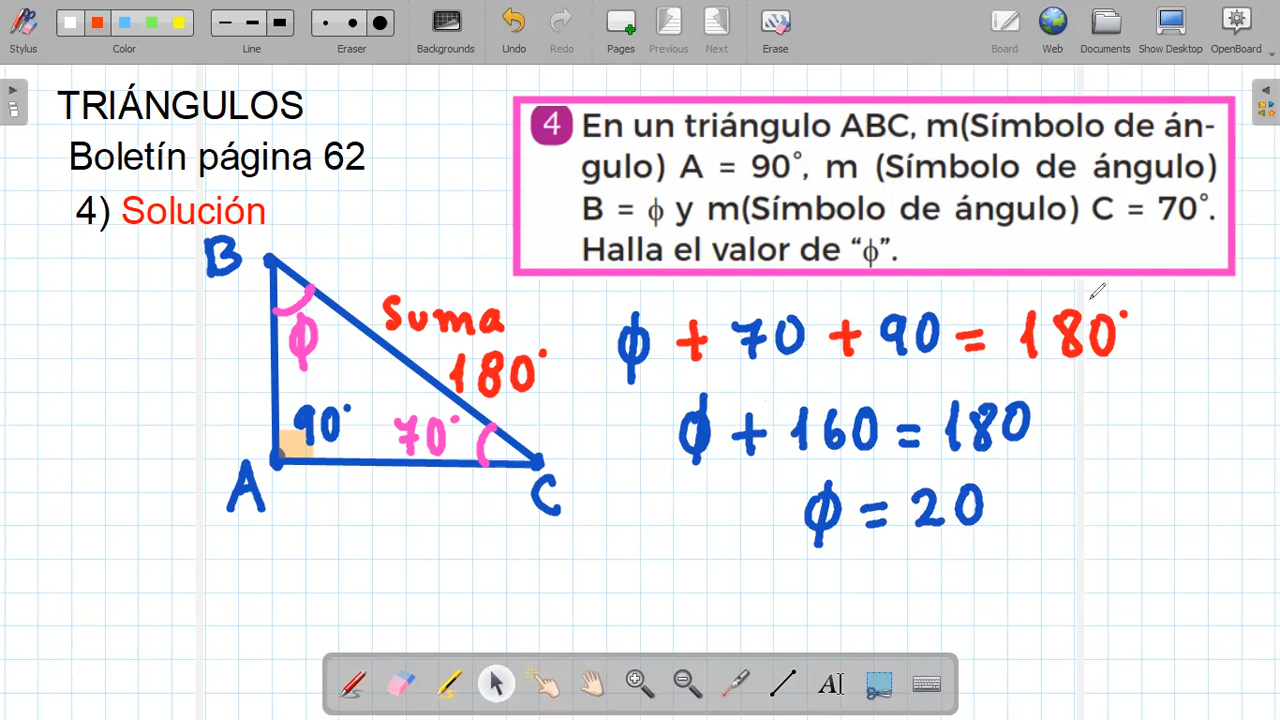 Stylus Color Line Eraser Backgrounds Undo Redo Pages Previous Next Erase Board Web Documents Show Desktop OpenBoard
TRIÁNGULOS
Boletín página 62
4) Solución
4 En un triángulo ABC, m(Símbolo de án-
gulo) A = 90°, m (Símbolo de ángulo)
B = ϕ y m(Símbolo de ángulo) C = 70°.
Halla el valor de “ϕ”.
B
ϕ
Suma
180°
90°
70°
A
C
ϕ + 70 + 90 = 180°
ϕ + 160 = 180
ϕ = 20